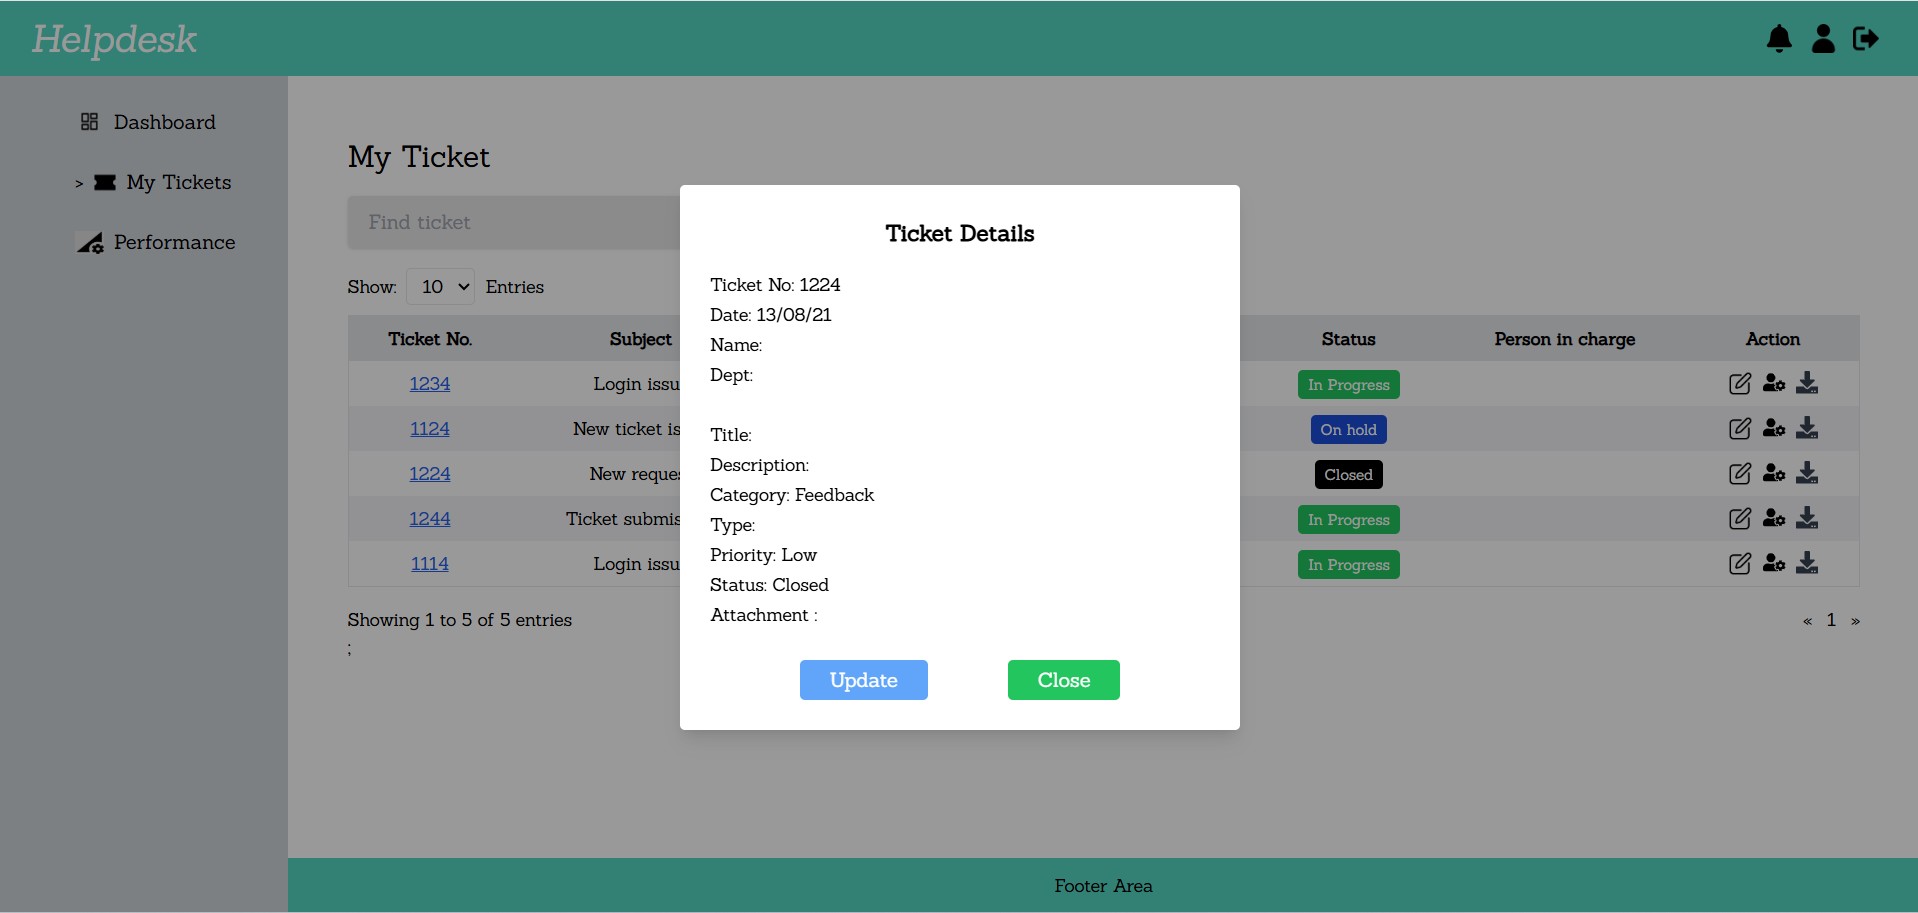 Helpdesk
Dashboard
> My Tickets
Performance
My Ticket
Find ticket
Show: 10 Entries
Ticket No. Subject Status Person in charge Action
1234 Login issu In Progress
1124 New ticket is On hold
1224 New reques Closed
1244 Ticket submis In Progress
1114 Login issu In Progress
Showing 1 to 5 of 5 entries
« 1 »
;
Ticket Details
Ticket No: 1224
Date: 13/08/21
Name:
Dept:
Title:
Description:
Category: Feedback
Type:
Priority: Low
Status: Closed
Attachment :
Update Close
Footer Area